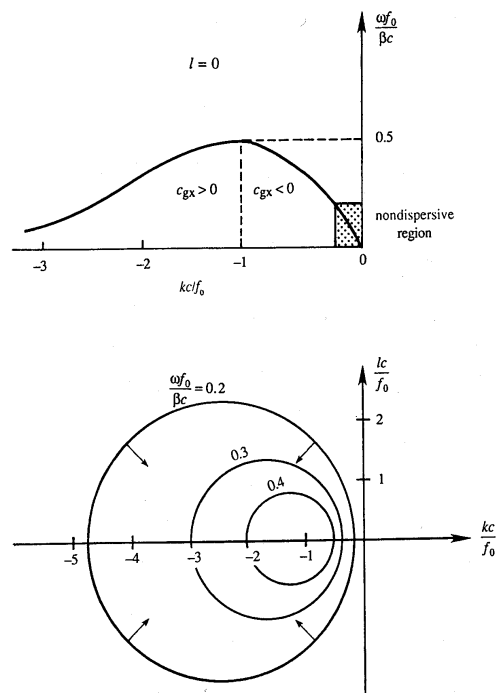 ωf₀
βc
l = 0
0.5
c_gx > 0
c_gx < 0
nondispersive
region
–3
–2
–1
0
kc/f₀
lc
f₀
ωf₀
βc = 0.2
2
0.3
0.4
1
kc
f₀
–5
–4
–3
–2
–1